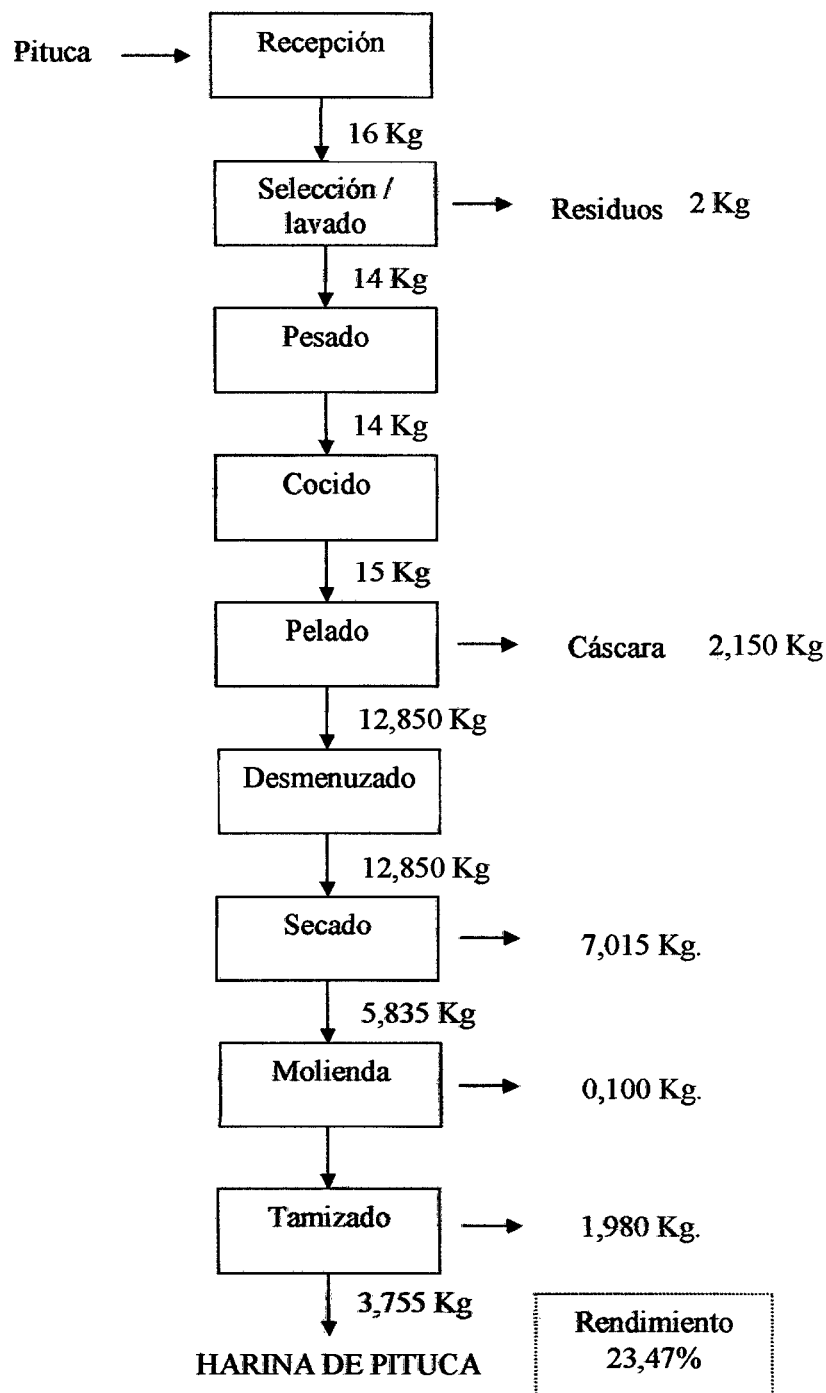 Pituca
Recepción
16 Kg
Selección /
lavado
Residuos 2 Kg
14 Kg
Pesado
14 Kg
Cocido
15 Kg
Pelado
Cáscara 2,150 Kg
12,850 Kg
Desmenuzado
12,850 Kg
Secado
7,015 Kg.
5,835 Kg
Molienda
0,100 Kg.
Tamizado
1,980 Kg.
3,755 Kg
HARINA DE PITUCA
Rendimiento
23,47%